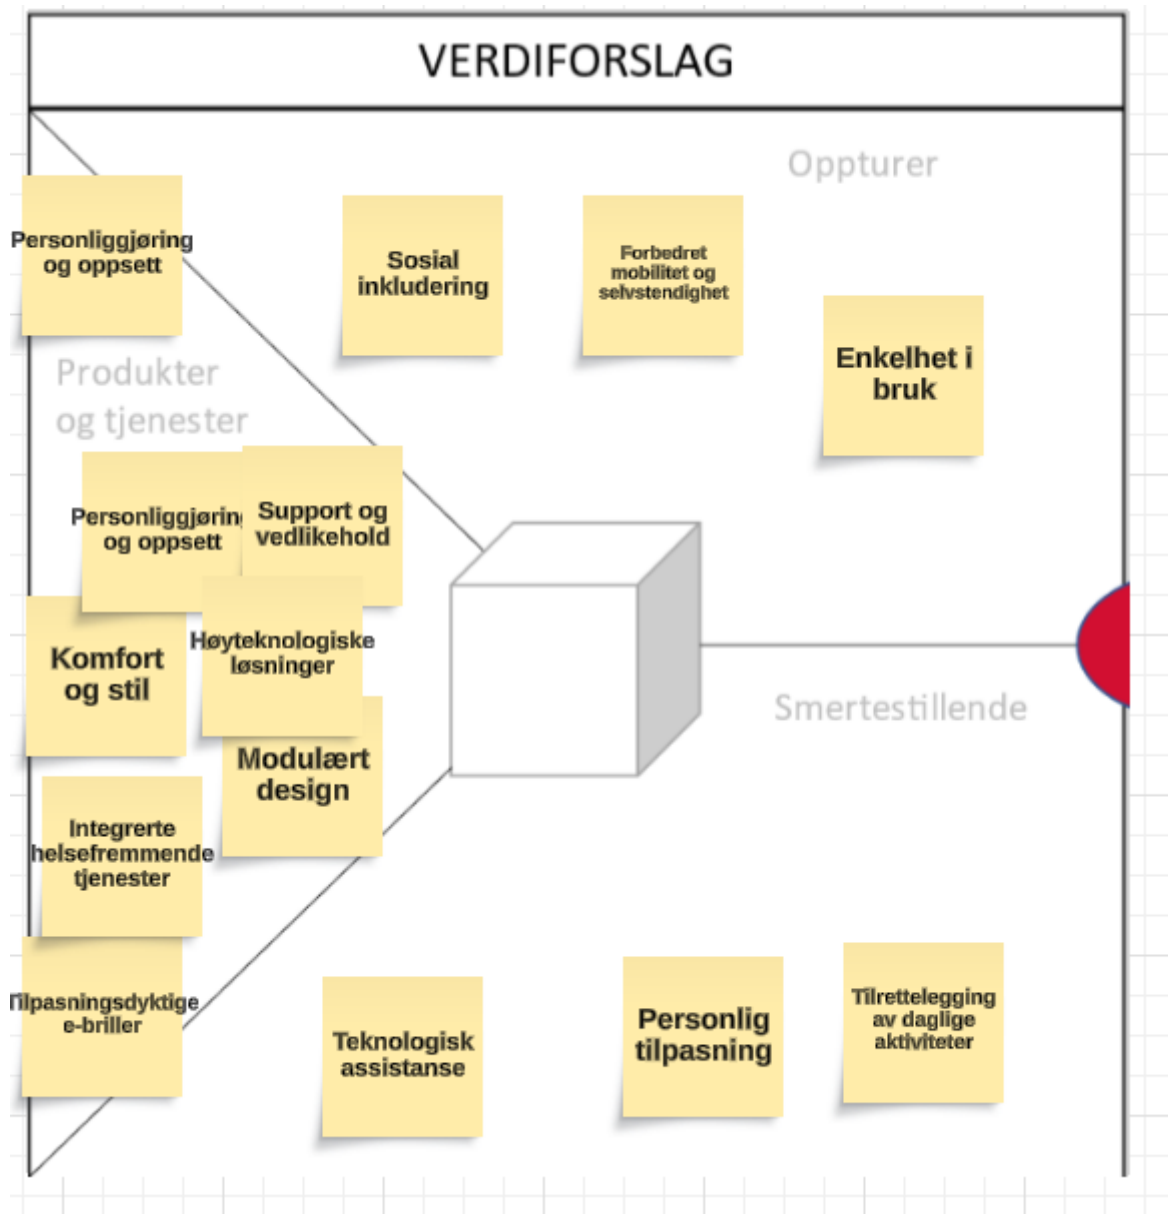 VERDIFORSLAG
Oppturer
Personliggjøring
og oppsett
Sosial
inkludering
Forbedret
mobilitet og
selvstendighet
Enkelhet i
bruk
Produkter
og tjenester
Personliggjøring
og oppsett
Support og
vedlikehold
Høyteknologiske
løsninger
Komfort
og stil
Modulært
design
Smertestillende
Integrerte
helsefremmende
tjenester
Tilpasningsdyktige
e-briller
Teknologisk
assistanse
Personlig
tilpasning
Tilrettelegging
av daglige
aktiviteter